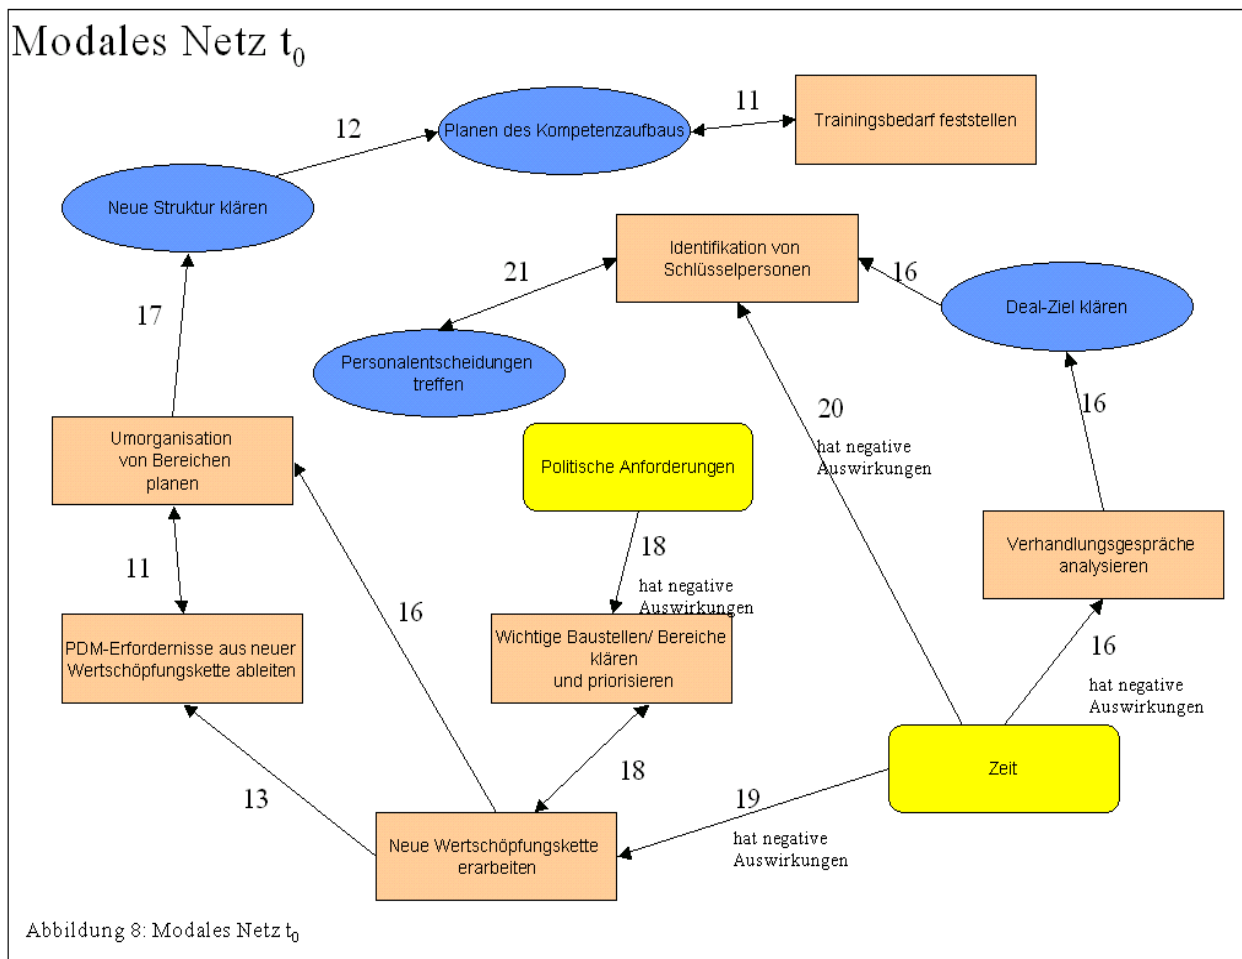 Modales Netz t0
11
Trainingsbedarf feststellen
12
Planen des Kompetenzaufbaus
Neue Struktur klären
Identifikation von
Schlüsselpersonen
21
16
17
Deal-Ziel klären
Personalentscheidungen
treffen
20
16
hat negative
Auswirkungen
Umorganisation
von Bereichen
planen
Politische Anforderungen
18
hat negative
Auswirkungen
Verhandlungsgespräche
analysieren
11
16
PDM-Erfordernisse aus neuer
Wertschöpfungskette ableiten
Wichtige Baustellen/ Bereiche
klären
und priorisieren
16
hat negative
Auswirkungen
18
Zeit
13
19
hat negative
Auswirkungen
Neue Wertschöpfungskette
erarbeiten
Abbildung 8: Modales Netz t0